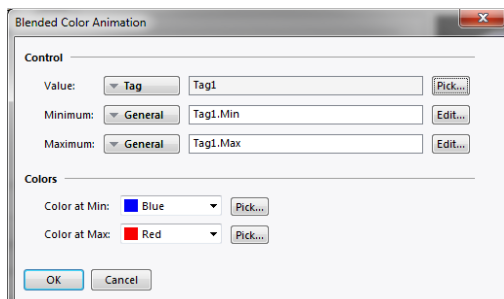 Blended Color Animation
Control
Value: Tag Tag1 Pick...
Minimum: General Tag1.Min Edit...
Maximum: General Tag1.Max Edit...
Colors
Color at Min: Blue Pick...
Color at Max: Red Pick...
OK Cancel